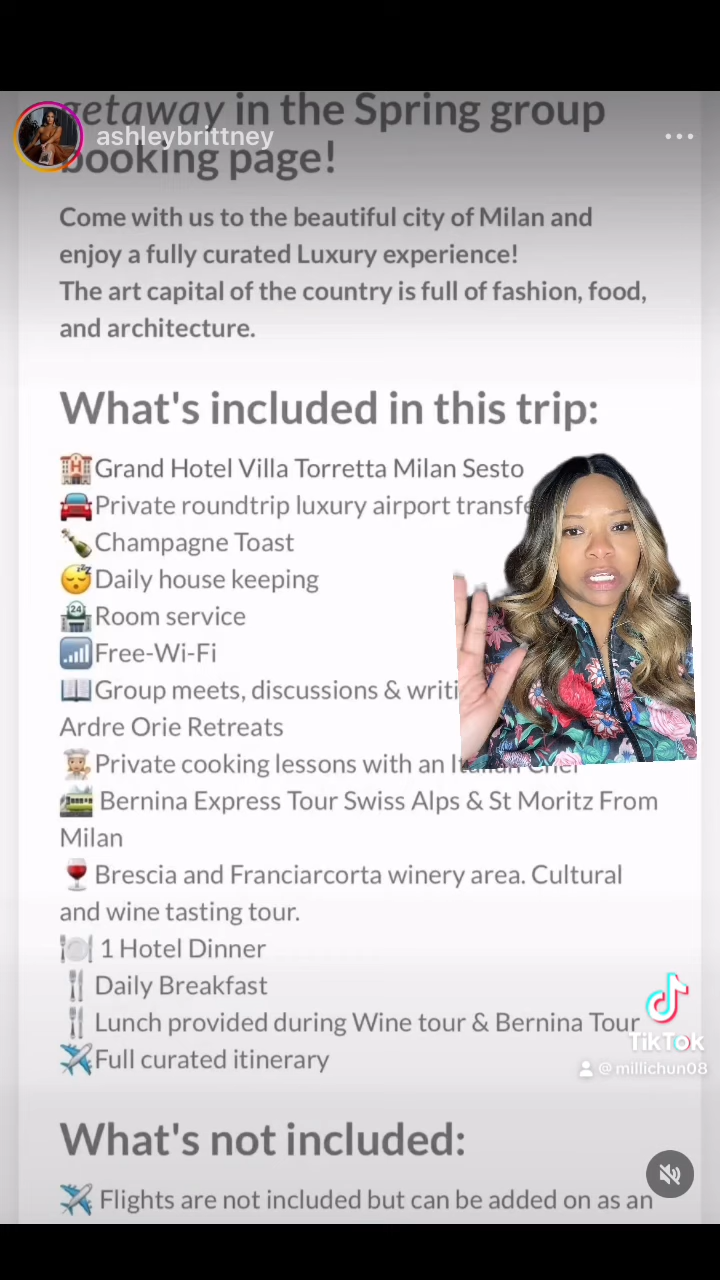 getaway in the Spring group
ashleybrittney
booking page!
Come with us to the beautiful city of Milan and
enjoy a fully curated Luxury experience!
The art capital of the country is full of fashion, food,
and architecture.
What's included in this trip:
Grand Hotel Villa Torretta Milan Sesto
Private roundtrip luxury airport transfe
Champagne Toast
Daily house keeping
24
Room service
Free-Wi-Fi
Group meets, discussions & writi
Ardre Orie Retreats
Private cooking lessons with an Italian Chef
Bernina Express Tour Swiss Alps & St Moritz From
Milan
Brescia and Franciarcorta winery area. Cultural
and wine tasting tour.
1 Hotel Dinner
Daily Breakfast
Lunch provided during Wine tour & Bernina Tour
TikTok
@millichun08
Full curated itinerary
What's not included:
Flights are not included but can be added on as an